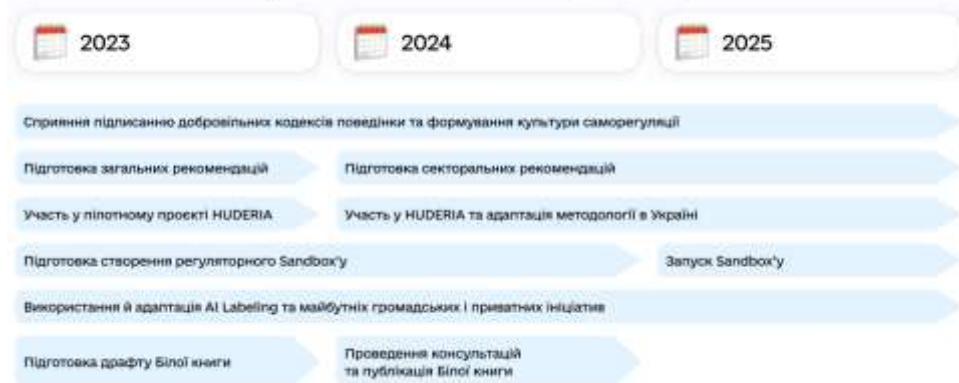 2023
2024
2025
Сприяння підписанню добровільних кодексів поведінки та формування культури саморегуляції
Підготовка загальних рекомендацій
Підготовка секторальних рекомендацій
Участь у пілотному проєкті HUDERIA
Участь у HUDERIA та адаптація методології в Україні
Підготовка створення регуляторного Sandbox'у
Запуск Sandbox'у
Використання й адаптація AI Labeling та майбутніх громадських і приватних ініціатив
Підготовка драфту Білої книги
Проведення консультацій
та публікація Білої книги